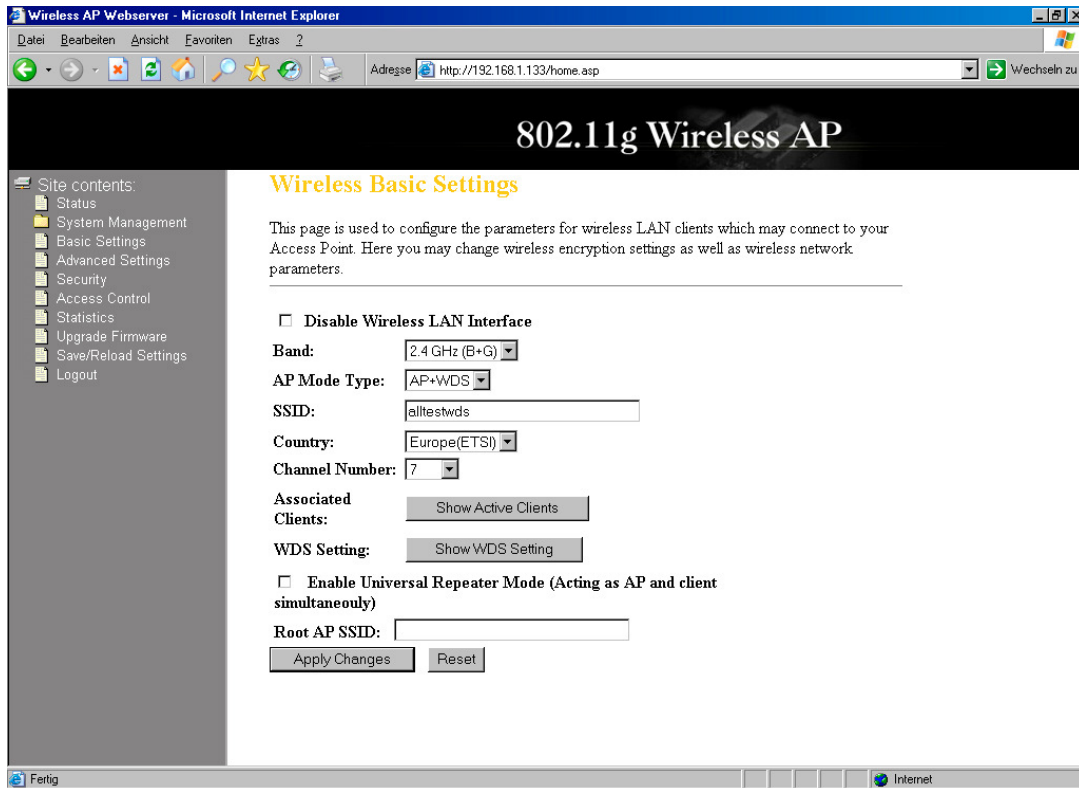 Wireless AP Webserver - Microsoft Internet Explorer
Datei Bearbeiten Ansicht Favoriten Extras ?
Adresse http://192.168.1.133/home.asp Wechseln zu
802.11g Wireless AP
Site contents:
Status
System Management
Basic Settings
Advanced Settings
Security
Access Control
Statistics
Upgrade Firmware
Save/Reload Settings
Logout
Wireless Basic Settings
This page is used to configure the parameters for wireless LAN clients which may connect to your
Access Point. Here you may change wireless encryption settings as well as wireless network
parameters.
Disable Wireless LAN Interface
Band: 2.4 GHz (B+G)
AP Mode Type: AP+WDS
SSID: alltestwds
Country: Europe(ETSI)
Channel Number: 7
Associated
Clients: Show Active Clients
WDS Setting: Show WDS Setting
Enable Universal Repeater Mode (Acting as AP and client
simultaneouly)
Root AP SSID:
Apply Changes Reset
Fertig Internet